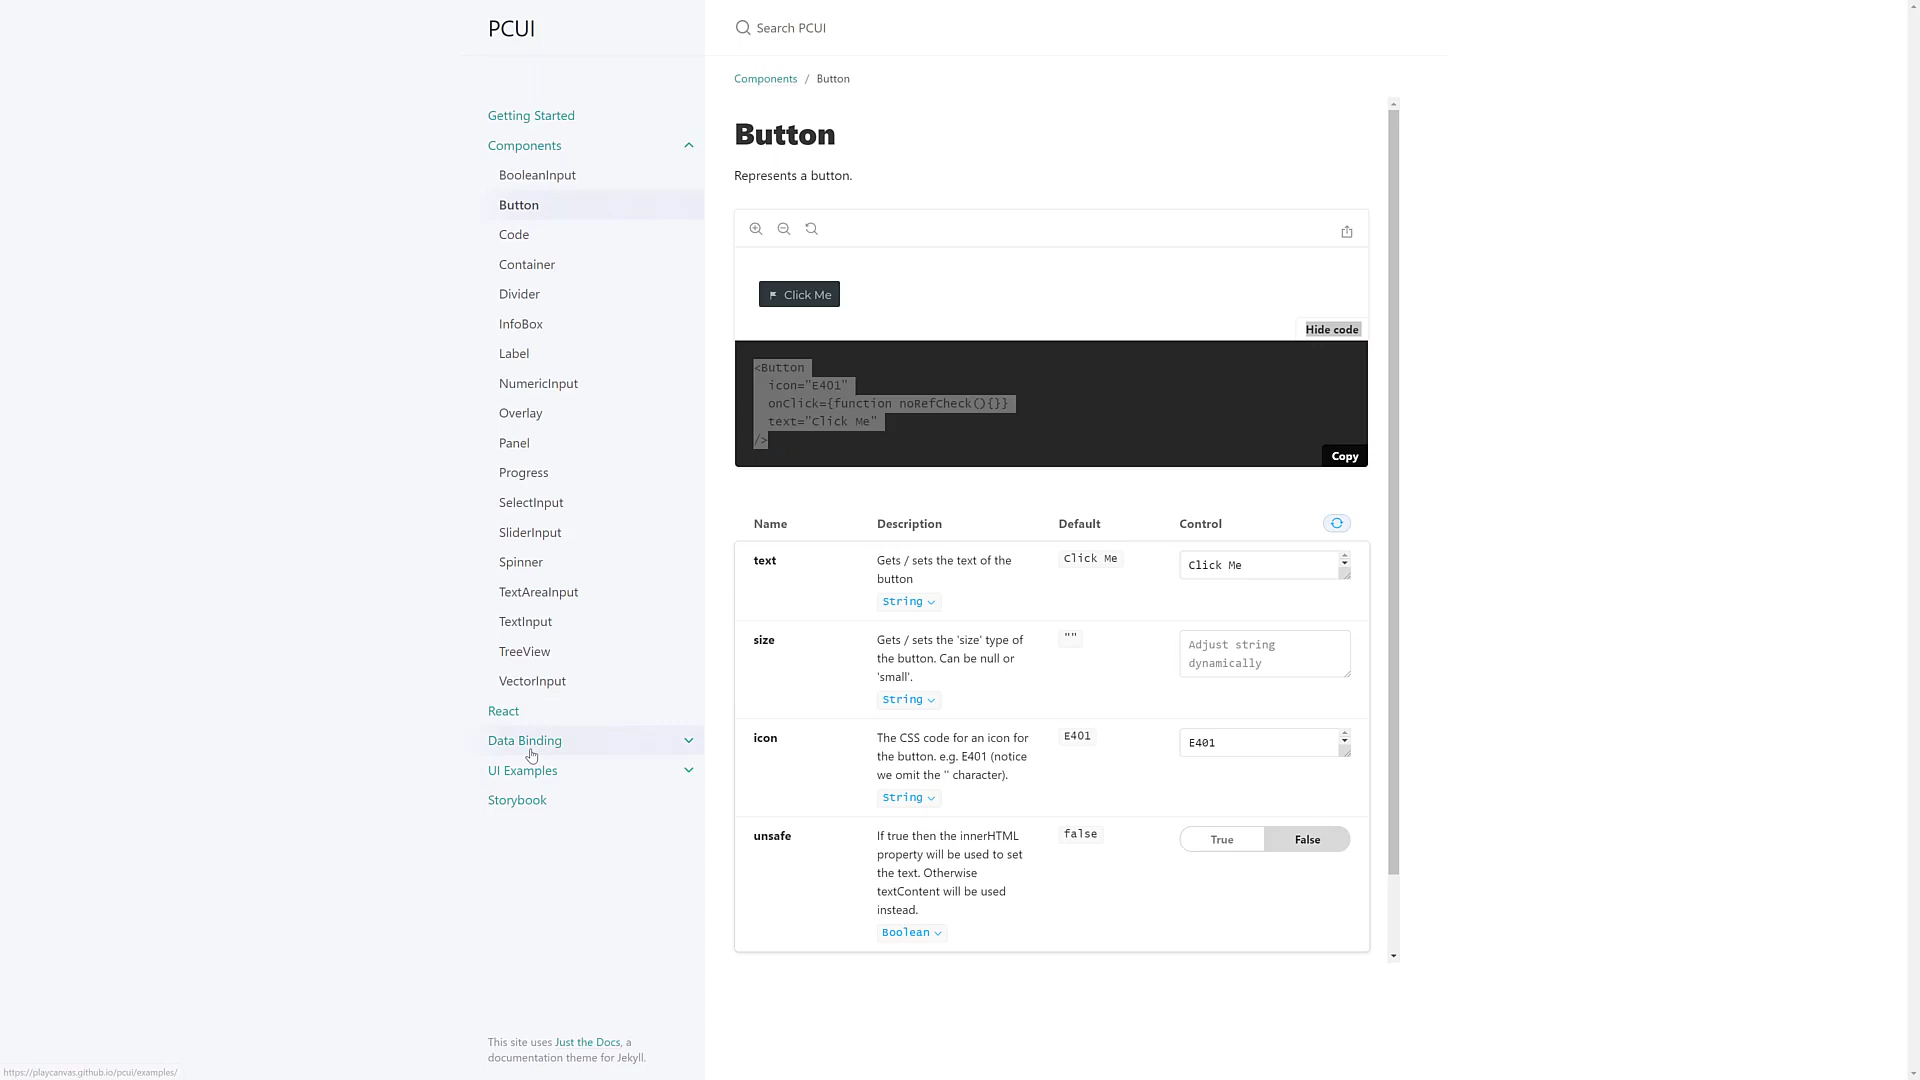 PCUI
Search PCUI
Components / Button
Getting Started
Components
BooleanInput
Button
Code
Container
Divider
InfoBox
Label
NumericInput
Overlay
Panel
Progress
SelectInput
SliderInput
Spinner
TextAreaInput
TextInput
TreeView
VectorInput
React
Data Binding
UI Examples
Storybook
This site uses Just the Docs, a
documentation theme for Jekyll.
https://playcanvas.github.io/pcui/examples/
Button
Represents a button.
Click Me
Hide code
<Button
icon="E401"
onClick={function noRefCheck(){}}
text="Click Me"
/>
Copy
Name Description Default Control
text Gets / sets the text of the Click Me Click Me
button
String
size Gets / sets the 'size' type of "" Adjust string
the button. Can be null or dynamically
'small'.
String
icon The CSS code for an icon for E401 E401
the button. e.g. E401 (notice
we omit the '' character).
String
unsafe If true then the innerHTML false True False
property will be used to set
the text. Otherwise
textContent will be used
instead.
Boolean